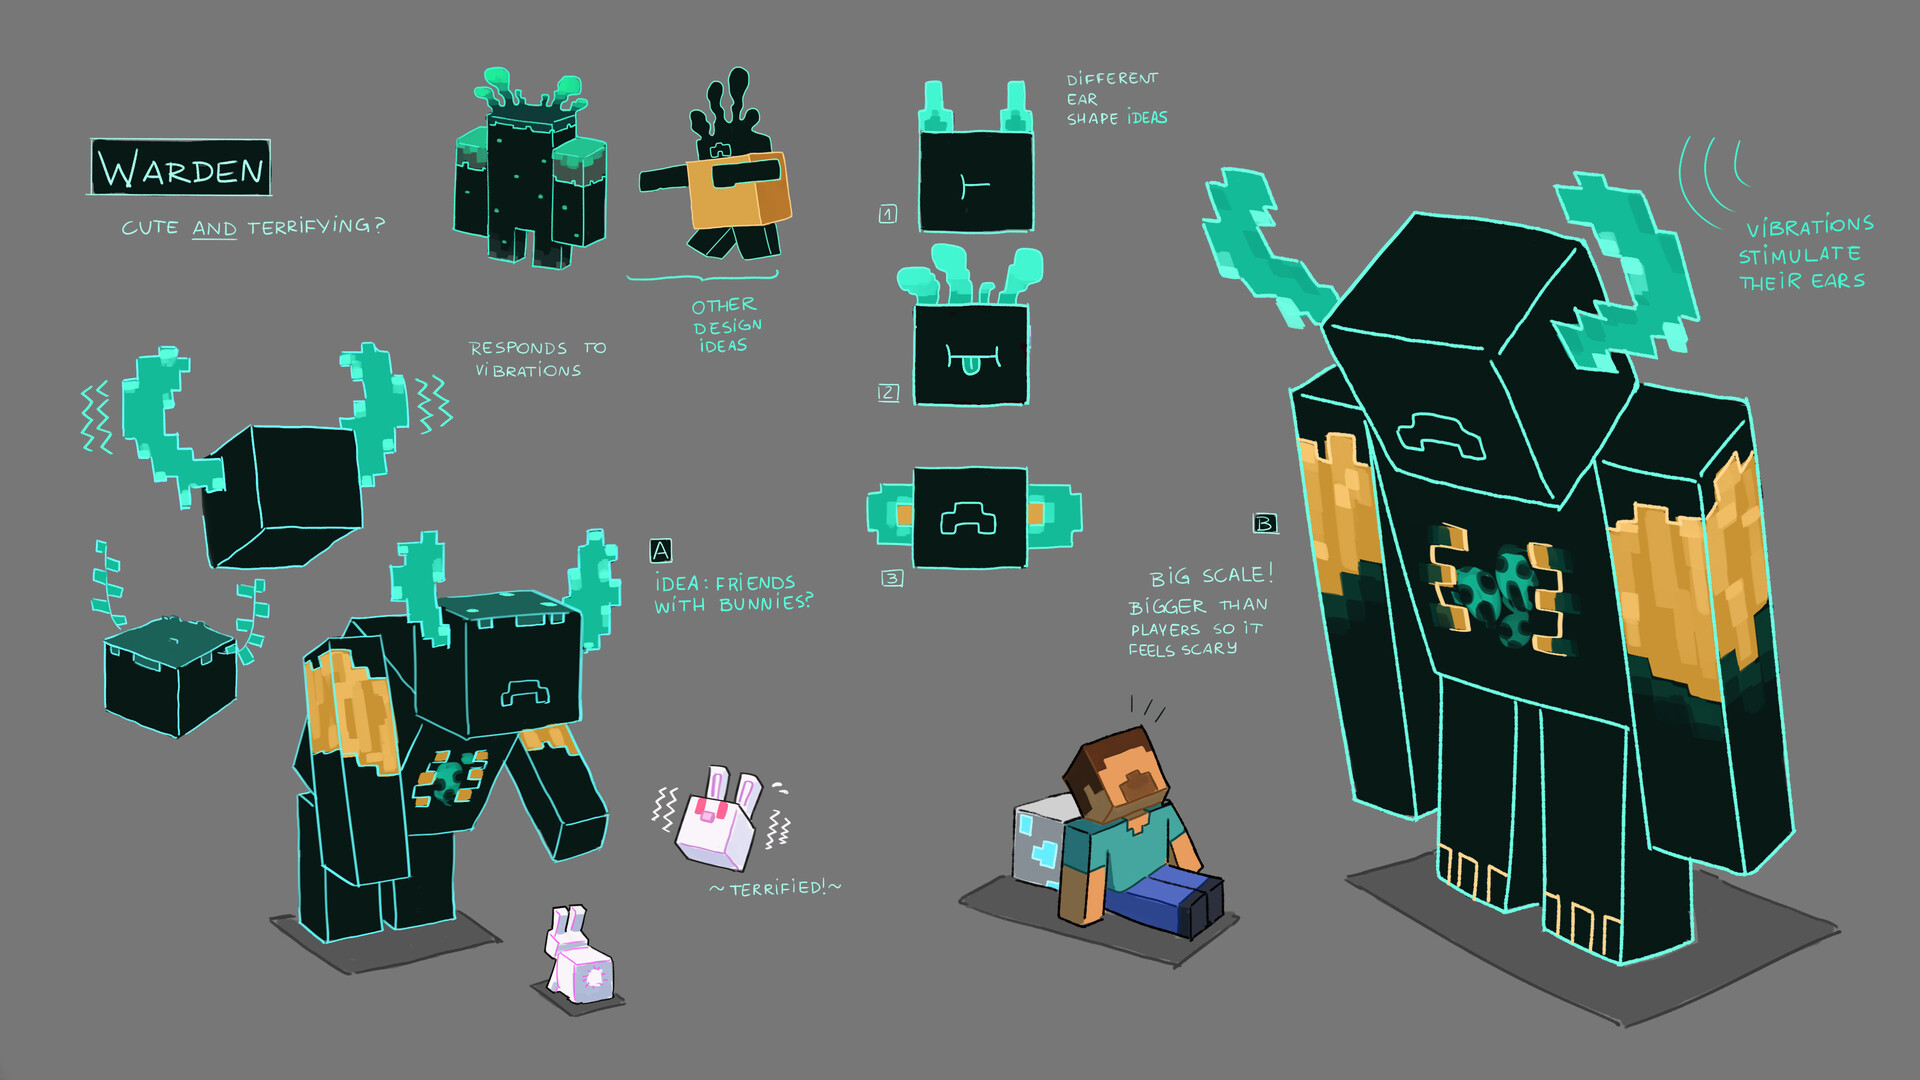 WARDEN
CUTE AND TERRIFYING?
OTHER
DESIGN
IDEAS
RESPONDS TO
VIBRATIONS
DIFFERENT
EAR
SHAPE IDEAS
1
2
3
VIBRATIONS
STIMULATE
THEIR EARS
A
IDEA: FRIENDS
WITH BUNNIES?
~ TERRIFIED! ~
B
BIG SCALE!
BIGGER THAN
PLAYERS SO IT
FEELS SCARY